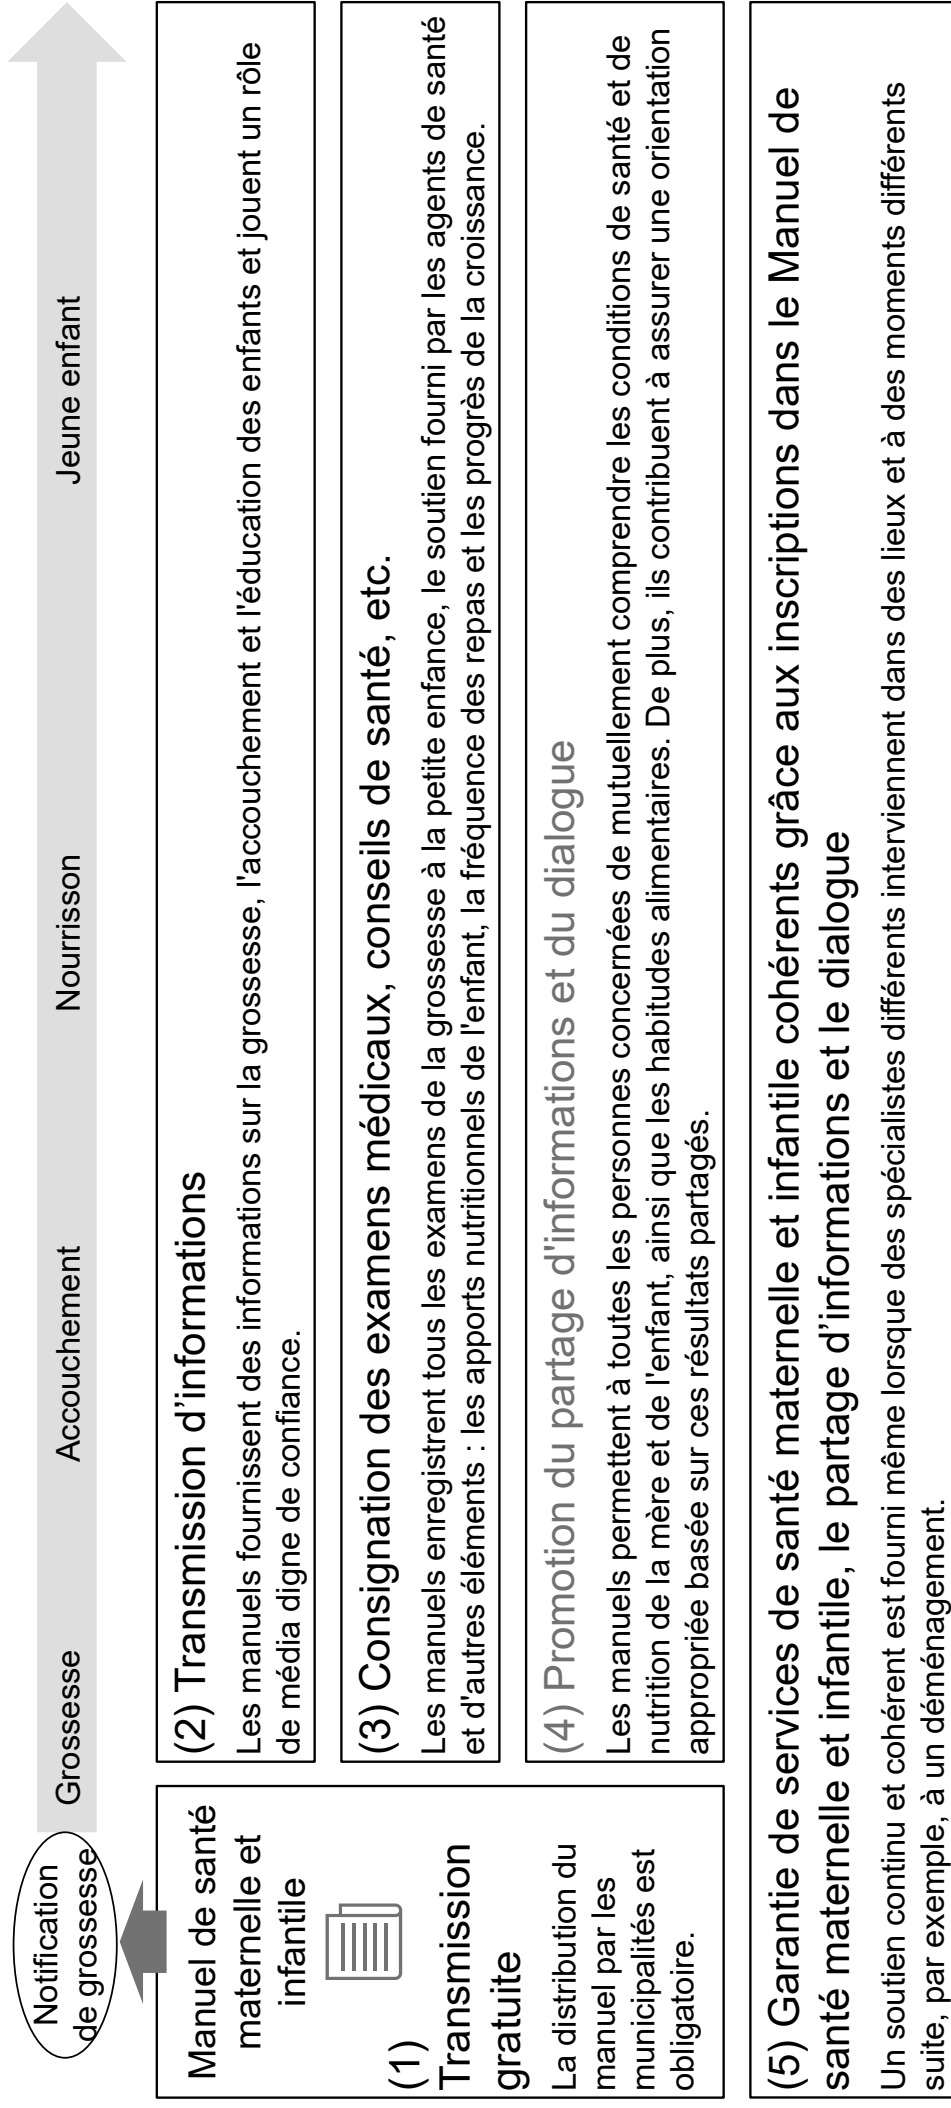 Notification
de grossesse
Grossesse
Accouchement
Nourrisson
Jeune enfant
Manuel de santé
maternelle et
infantile
(1)
Transmission
gratuite
La distribution du
manuel par les
municipalités est
obligatoire.
(2) Transmission d’informations
Les manuels fournissent des informations sur la grossesse, l'accouchement et l'éducation des enfants et jouent un rôle
de média digne de confiance.
(3) Consignation des examens médicaux, conseils de santé, etc.
Les manuels enregistrent tous les examens de la grossesse à la petite enfance, le soutien fourni par les agents de santé
et d'autres éléments : les apports nutritionnels de l'enfant, la fréquence des repas et les progrès de la croissance.
(4) Promotion du partage d'informations et du dialogue
Les manuels permettent à toutes les personnes concernées de mutuellement comprendre les conditions de santé et de
nutrition de la mère et de l'enfant, ainsi que les habitudes alimentaires. De plus, ils contribuent à assurer une orientation
appropriée basée sur ces résultats partagés.
(5) Garantie de services de santé maternelle et infantile cohérents grâce aux inscriptions dans le Manuel de
santé maternelle et infantile, le partage d’informations et le dialogue
Un soutien continu et cohérent est fourni même lorsque des spécialistes différents interviennent dans des lieux et à des moments différents
suite, par exemple, à un déménagement.